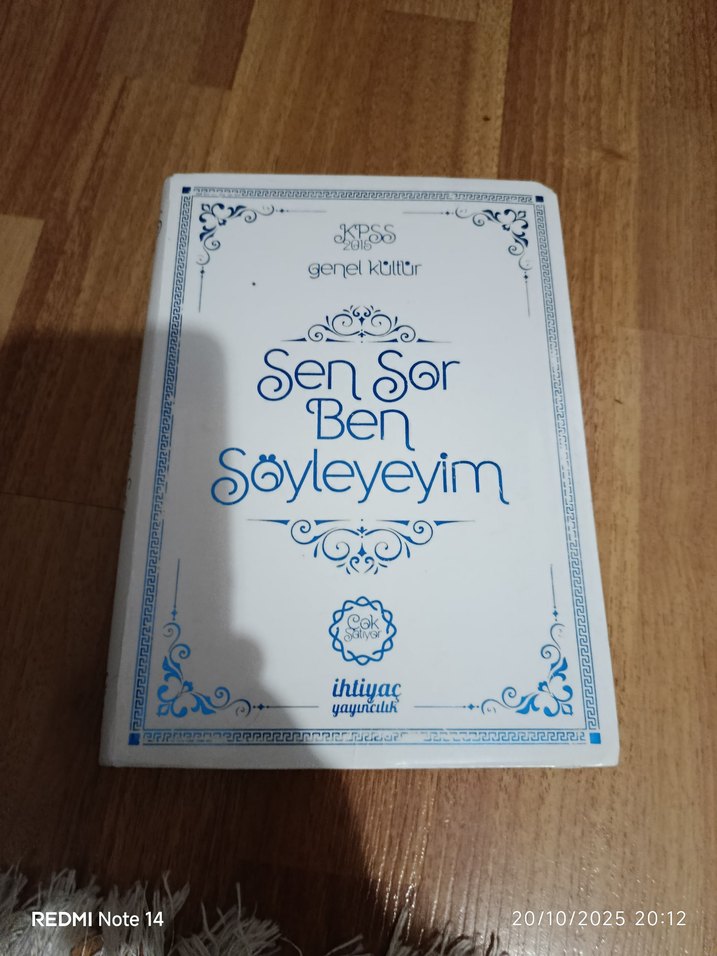 KPSS
2016
genel kültür
Sen Sor
Ben
Söyleyeyim
Çok
Satıyor
ihtiyaç
yayıncılık
REDMI Note 14
20/10/2025 20:12